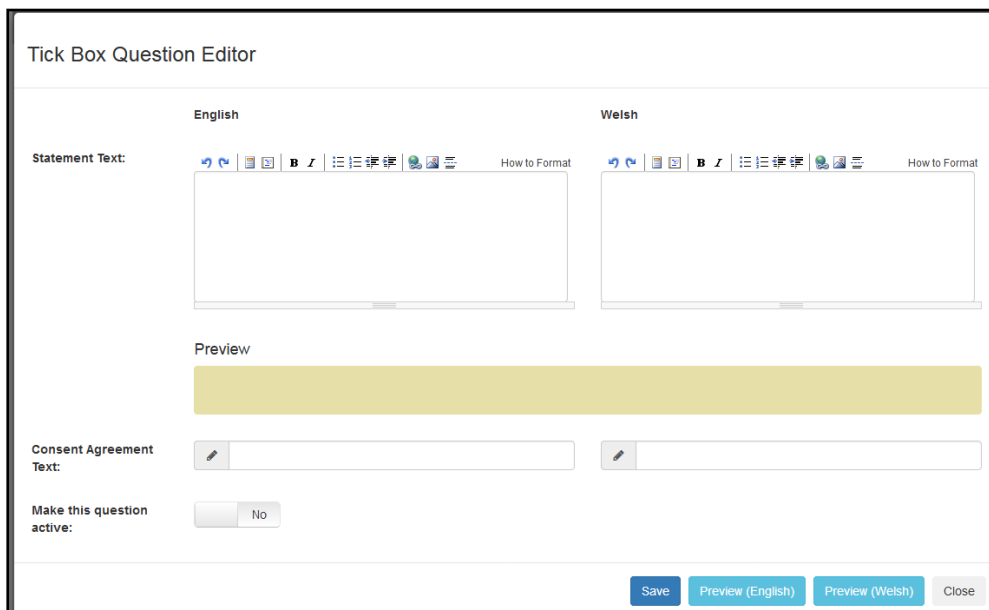 Tick Box Question Editor
English Welsh
Statement Text:
B I How to Format B I How to Format
Preview
Consent Agreement
Text:
Make this question
active:
No
Save Preview (English) Preview (Welsh) Close